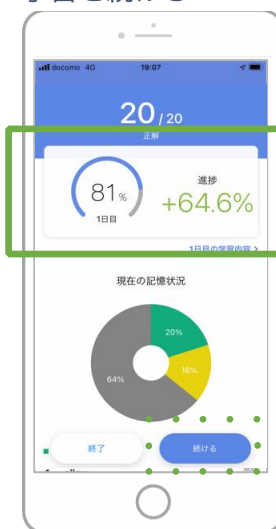 docomo 4G 19:07
20 / 20
正解
81%
1日目
進捗
+64.6%
1日目の学習内容 >
現在の記憶状況
20%
16%
64%
終了
続ける